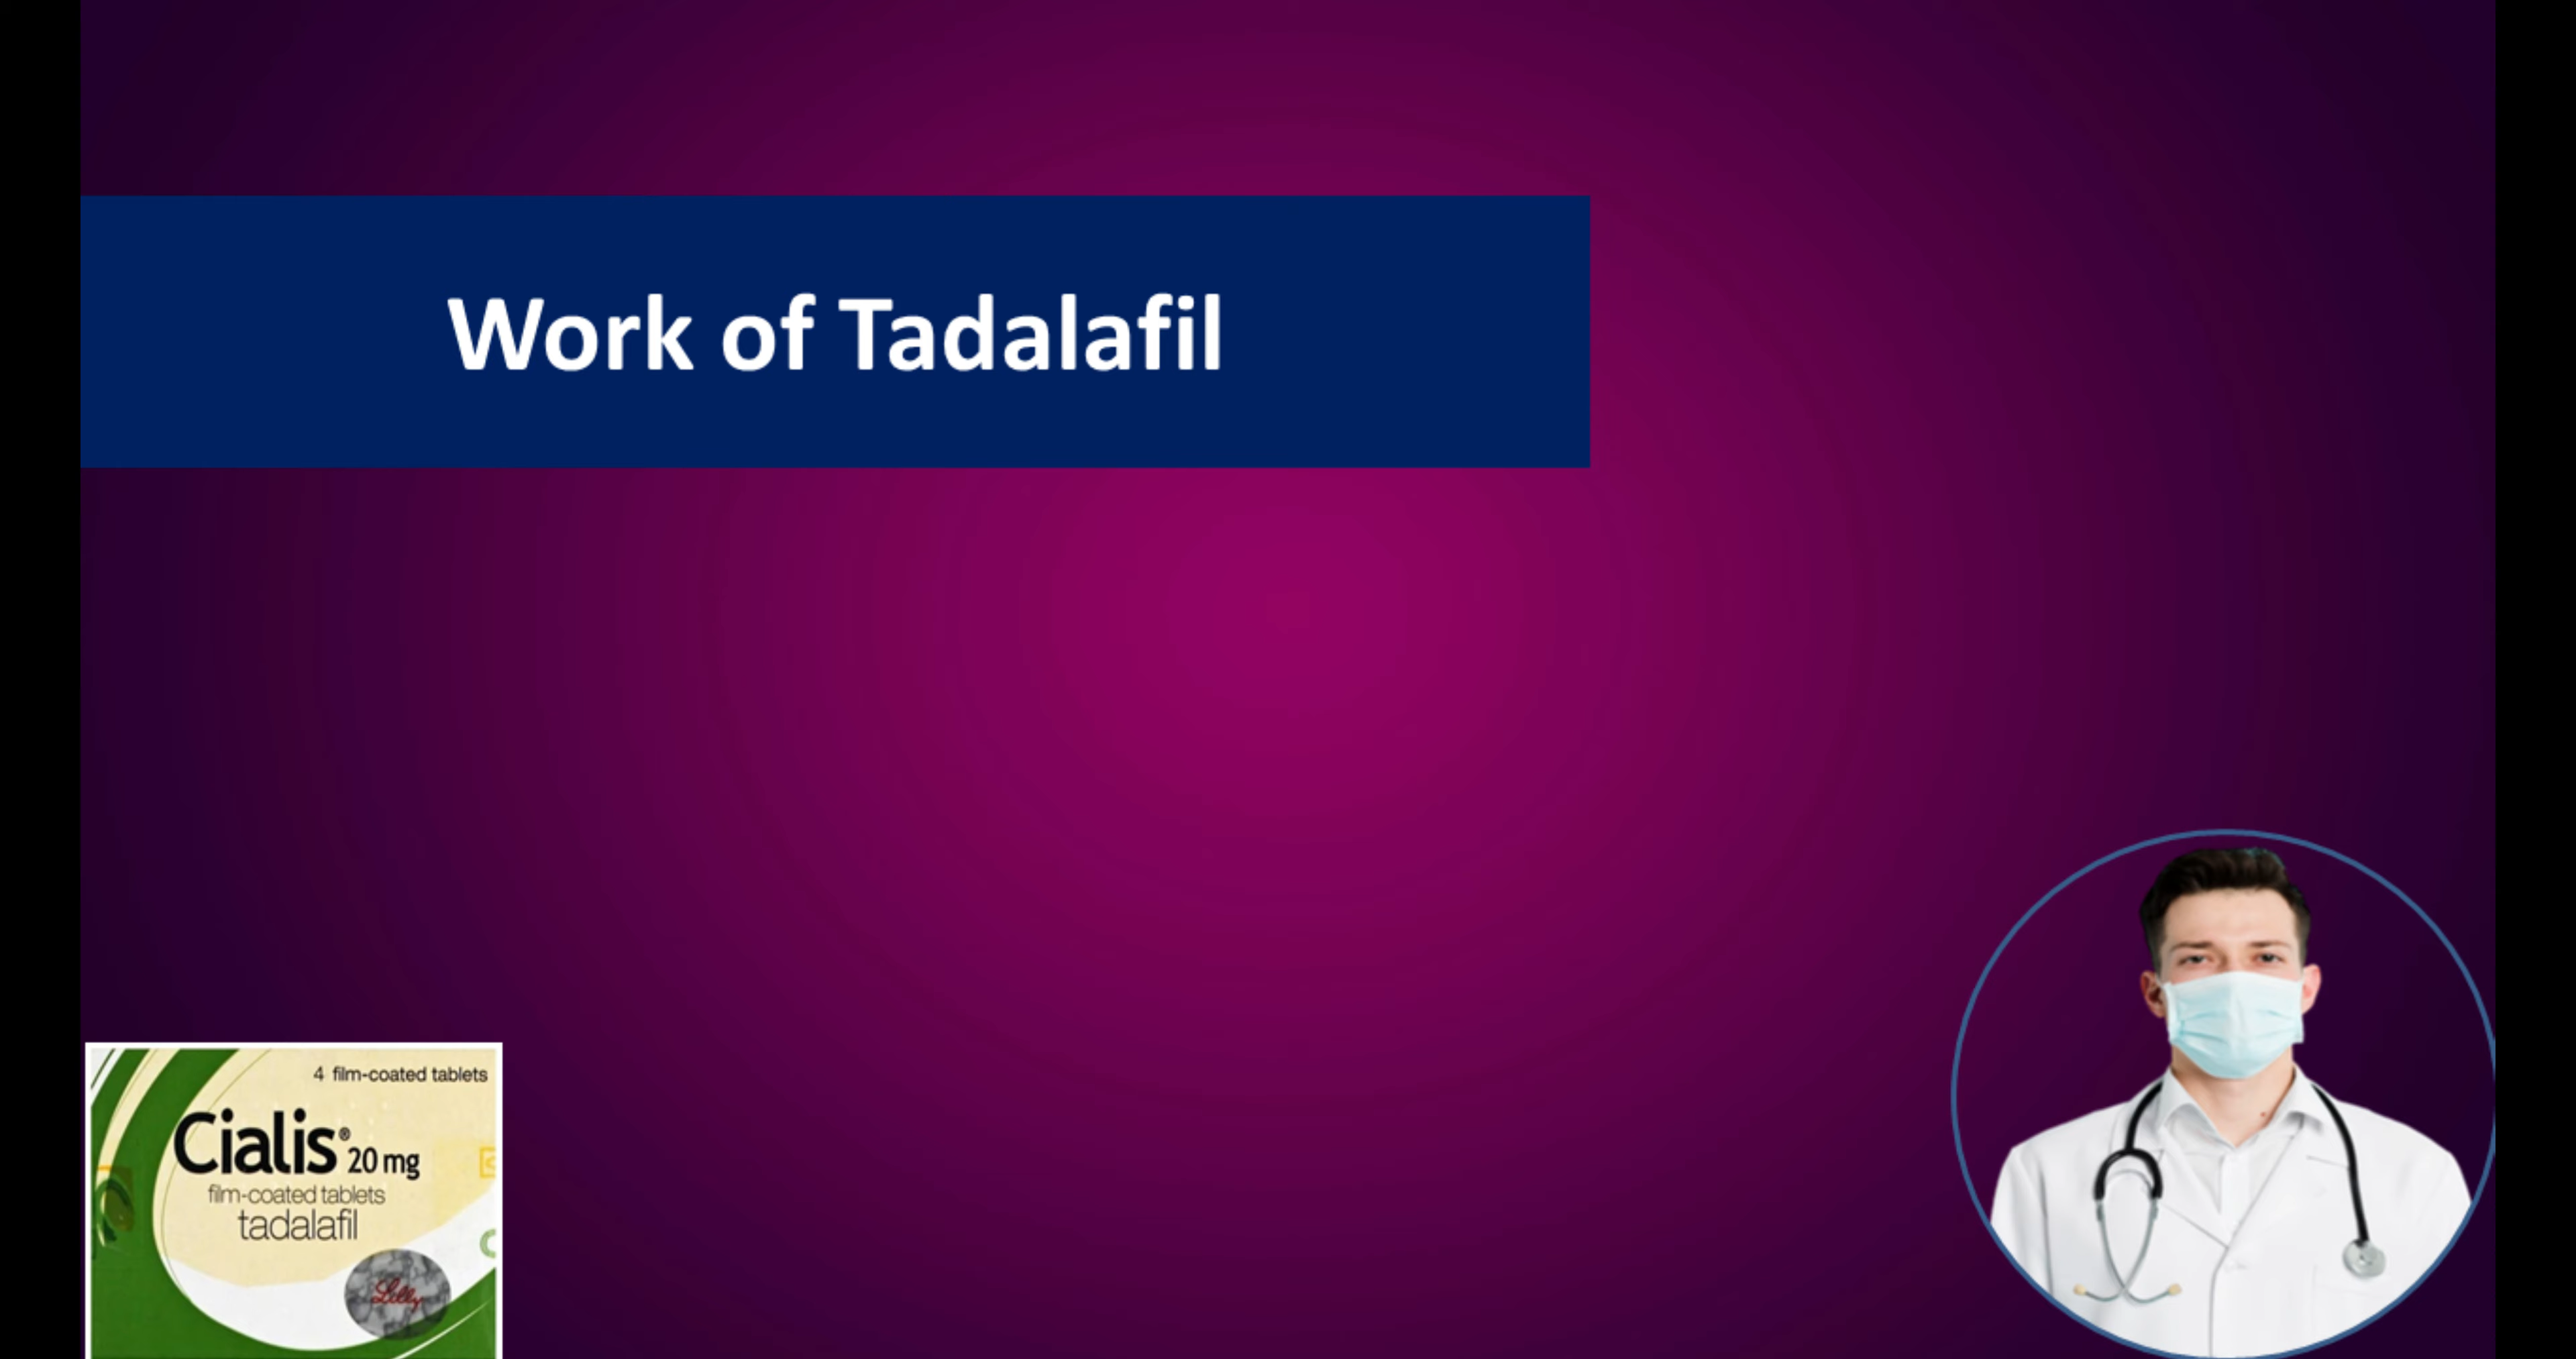 Work of Tadalafil
4 film-coated tablets
Cialis® 20 mg
film-coated tablets
tadalafil
Lilly